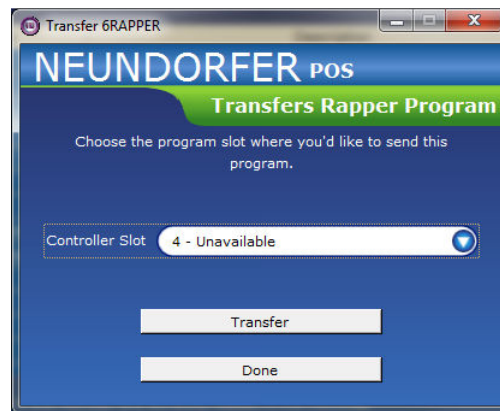 Transfer 6RAPPER
NEUNDORFER POS
Transfers Rapper Program
Choose the program slot where you'd like to send this
program.
Controller Slot 4 - Unavailable
Transfer
Done